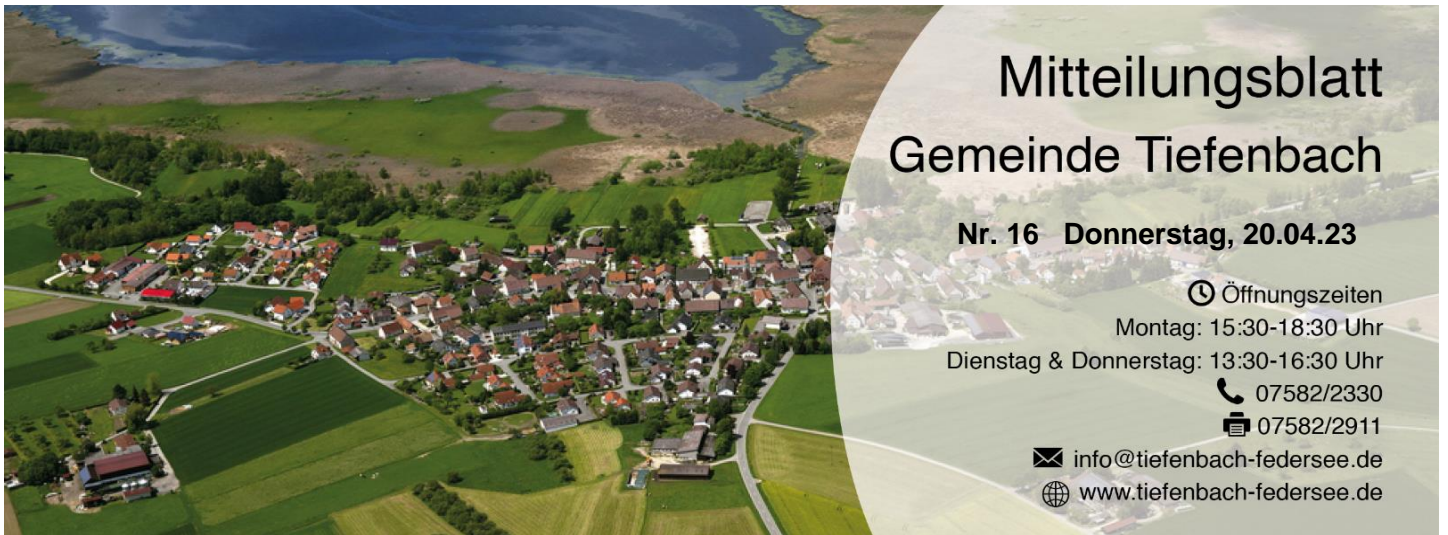 Mitteilungsblatt
Gemeinde Tiefenbach
Nr. 16 Donnerstag, 20.04.23
Öffnungszeiten
Montag: 15:30-18:30 Uhr
Dienstag & Donnerstag: 13:30-16:30 Uhr
07582/2330
07582/2911
info@tiefenbach-federsee.de
www.tiefenbach-federsee.de